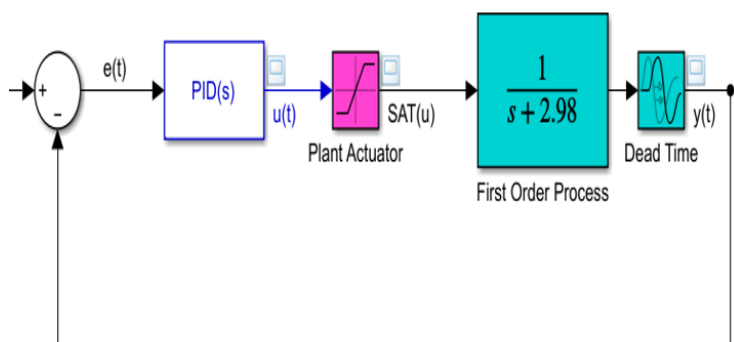 e(t)
+
−
PID(s)
u(t)
Plant Actuator
SAT(u)
1
s + 2.98
First Order Process
Dead Time
y(t)